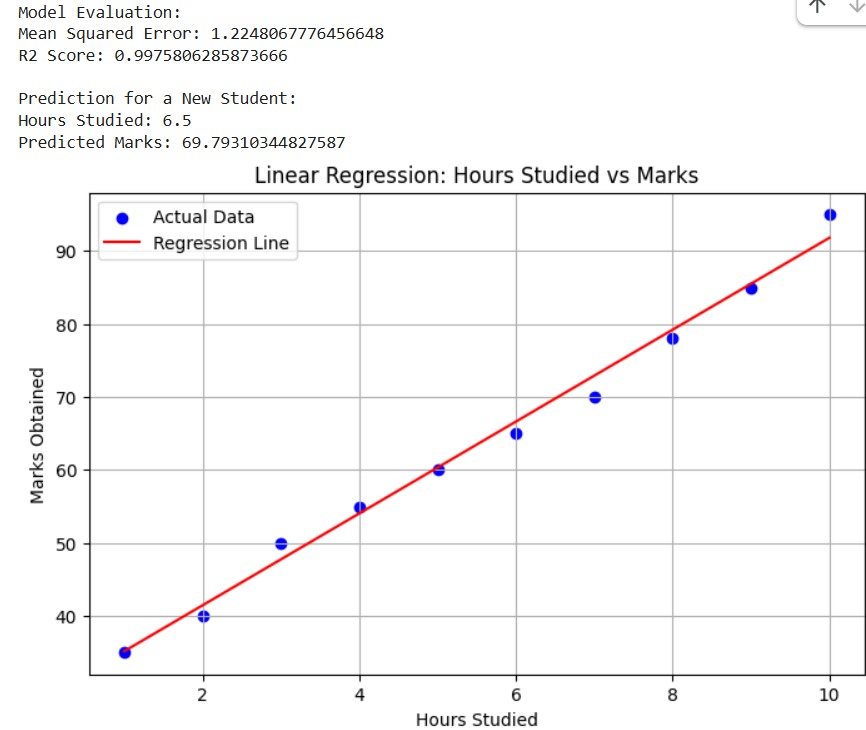 Model Evaluation:
Mean Squared Error: 1.2248067776456648
R2 Score: 0.9975806285873666
Prediction for a New Student:
Hours Studied: 6.5
Predicted Marks: 69.79310344827587
Linear Regression: Hours Studied vs Marks
Actual Data
Regression Line
90
80
70
60
50
40
Marks Obtained
2 4 6 8 10
Hours Studied